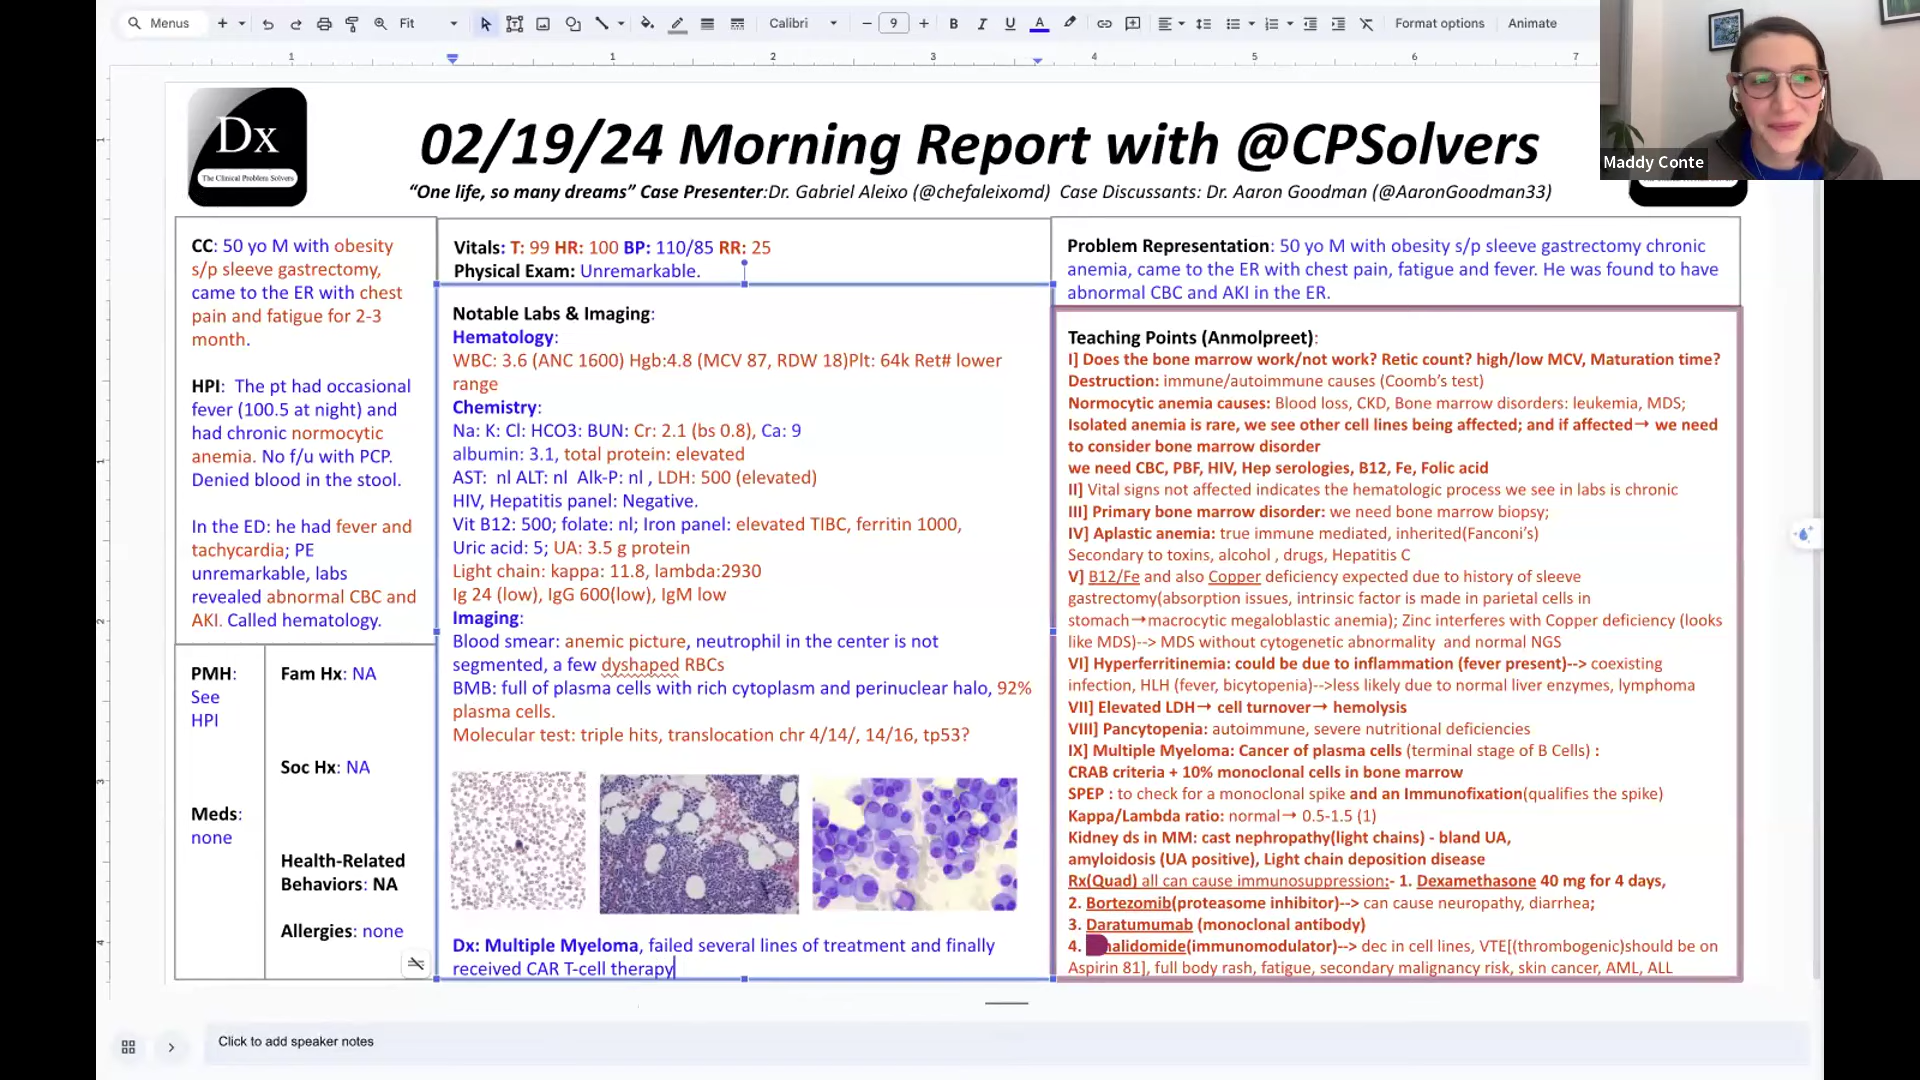 Menus
Fit
Calibri
9
B I U A
Format options
Animate
1 1 2 3 4 5 6 7
Maddy Conte
Dx
The Clinical Problem Solvers
02/19/24 Morning Report with @CPSolvers
“One life, so many dreams” Case Presenter:Dr. Gabriel Aleixo (@chefaleixomd) Case Discussants: Dr. Aaron Goodman (@AaronGoodman33)
CC: 50 yo M with obesity
s/p sleeve gastrectomy,
came to the ER with chest
pain and fatigue for 2-3
month.
HPI: The pt had occasional
fever (100.5 at night) and
had chronic normocytic
anemia. No f/u with PCP.
Denied blood in the stool.
In the ED: he had fever and
tachycardia; PE
unremarkable, labs
revealed abnormal CBC and
AKI. Called hematology.
PMH:
See
HPI
Meds:
none
Fam Hx: NA
Soc Hx: NA
Health-Related
Behaviors: NA
Allergies: none
Vitals: T: 99 HR: 100 BP: 110/85 RR: 25
Physical Exam: Unremarkable.
Notable Labs & Imaging:
Hematology:
WBC: 3.6 (ANC 1600) Hgb:4.8 (MCV 87, RDW 18)Plt: 64k Ret# lower
range
Chemistry:
Na: K: Cl: HCO3: BUN: Cr: 2.1 (bs 0.8), Ca: 9
albumin: 3.1, total protein: elevated
AST: nl ALT: nl Alk-P: nl , LDH: 500 (elevated)
HIV, Hepatitis panel: Negative.
Vit B12: 500; folate: nl; Iron panel: elevated TIBC, ferritin 1000,
Uric acid: 5; UA: 3.5 g protein
Light chain: kappa: 11.8, lambda:2930
Ig 24 (low), IgG 600(low), IgM low
Imaging:
Blood smear: anemic picture, neutrophil in the center is not
segmented, a few dyshaped RBCs
BMB: full of plasma cells with rich cytoplasm and perinuclear halo, 92%
plasma cells.
Molecular test: triple hits, translocation chr 4/14/, 14/16, tp53?
Dx: Multiple Myeloma, failed several lines of treatment and finally
received CAR T-cell therapy
Problem Representation: 50 yo M with obesity s/p sleeve gastrectomy chronic
anemia, came to the ER with chest pain, fatigue and fever. He was found to have
abnormal CBC and AKI in the ER.
Teaching Points (Anmolpreet):
I] Does the bone marrow work/not work? Retic count? high/low MCV, Maturation time?
Destruction: immune/autoimmune causes (Coomb’s test)
Normocytic anemia causes: Blood loss, CKD, Bone marrow disorders: leukemia, MDS;
Isolated anemia is rare, we see other cell lines being affected; and if affected→ we need
to consider bone marrow disorder
we need CBC, PBF, HIV, Hep serologies, B12, Fe, Folic acid
II] Vital signs not affected indicates the hematologic process we see in labs is chronic
III] Primary bone marrow disorder: we need bone marrow biopsy;
IV] Aplastic anemia: true immune mediated, inherited(Fanconi’s)
Secondary to toxins, alcohol , drugs, Hepatitis C
V] B12/Fe and also Copper deficiency expected due to history of sleeve
gastrectomy(absorption issues, intrinsic factor is made in parietal cells in
stomach→macrocytic megaloblastic anemia); Zinc interferes with Copper deficiency (looks
like MDS)--> MDS without cytogenetic abnormality and normal NGS
VI] Hyperferritinemia: could be due to inflammation (fever present)--> coexisting
infection, HLH (fever, bicytopenia)-->less likely due to normal liver enzymes, lymphoma
VII] Elevated LDH→ cell turnover→ hemolysis
VIII] Pancytopenia: autoimmune, severe nutritional deficiencies
IX] Multiple Myeloma: Cancer of plasma cells (terminal stage of B Cells) :
CRAB criteria + 10% monoclonal cells in bone marrow
SPEP : to check for a monoclonal spike and an Immunofixation(qualifies the spike)
Kappa/Lambda ratio: normal→ 0.5-1.5 (1)
Kidney ds in MM: cast nephropathy(light chains) - bland UA,
amyloidosis (UA positive), Light chain deposition disease
Rx(Quad) all can cause immunosuppression:- 1. Dexamethasone 40 mg for 4 days,
2. Bortezomib(proteasome inhibitor)--> can cause neuropathy, diarrhea;
3. Daratumumab (monoclonal antibody)
4. halidomide(immunomodulator)--> dec in cell lines, VTE[(thrombogenic)should be on
Aspirin 81], full body rash, fatigue, secondary malignancy risk, skin cancer, AML, ALL
Click to add speaker notes